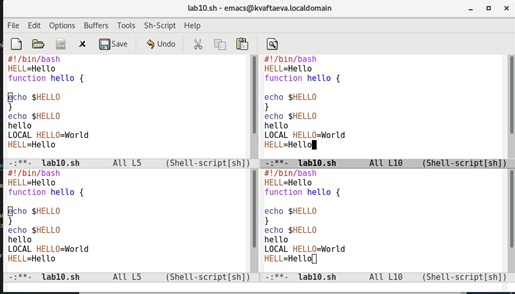 lab10.sh - emacs@kvaftaeva.localdomain
File Edit Options Buffers Tools Sh-Script Help
Save Undo
#!/bin/bash
HELL=Hello
function hello {
echo $HELLO
}
echo $HELLO
hello
LOCAL HELLO=World
HELL=Hello
-:**- lab10.sh All L5 (Shell-script[sh])
#!/bin/bash
HELL=Hello
function hello {
echo $HELLO
}
echo $HELLO
hello
LOCAL HELLO=World
HELL=Hello
-:**- lab10.sh All L10 (Shell-script[sh])
#!/bin/bash
HELL=Hello
function hello {
echo $HELLO
}
echo $HELLO
hello
LOCAL HELLO=World
HELL=Hello
-:**- lab10.sh All L5 (Shell-script[sh])
#!/bin/bash
HELL=Hello
function hello {
echo $HELLO
}
echo $HELLO
hello
LOCAL HELLO=World
HELL=Hello
-:**- lab10.sh All L10 (Shell-script[sh])